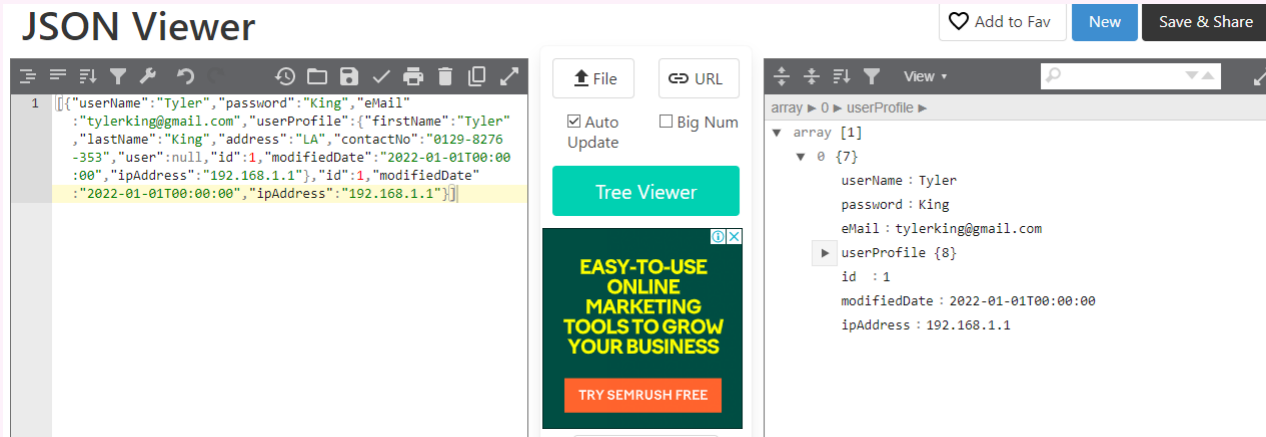 JSON Viewer
Add to Fav
New
Save & Share
1
[{"userName":"Tyler","password":"King","eMail"
:"tylerking@gmail.com","userProfile":{"firstName":"Tyler"
,"lastName":"King","address":"LA","contactNo":"0129-8276
-353","user":null,"id":1,"modifiedDate":"2022-01-01T00:00
:00","ipAddress":"192.168.1.1"},"id":1,"modifiedDate"
:"2022-01-01T00:00:00","ipAddress":"192.168.1.1"}]
File
URL
Auto Update
Big Num
Tree Viewer
EASY-TO-USE
ONLINE
MARKETING
TOOLS TO GROW
YOUR BUSINESS
TRY SEMRUSH FREE
View
array ▶ 0 ▶ userProfile ▶
array [1]
0 {7}
userName : Tyler
password : King
eMail : tylerking@gmail.com
userProfile {8}
id : 1
modifiedDate : 2022-01-01T00:00:00
ipAddress : 192.168.1.1